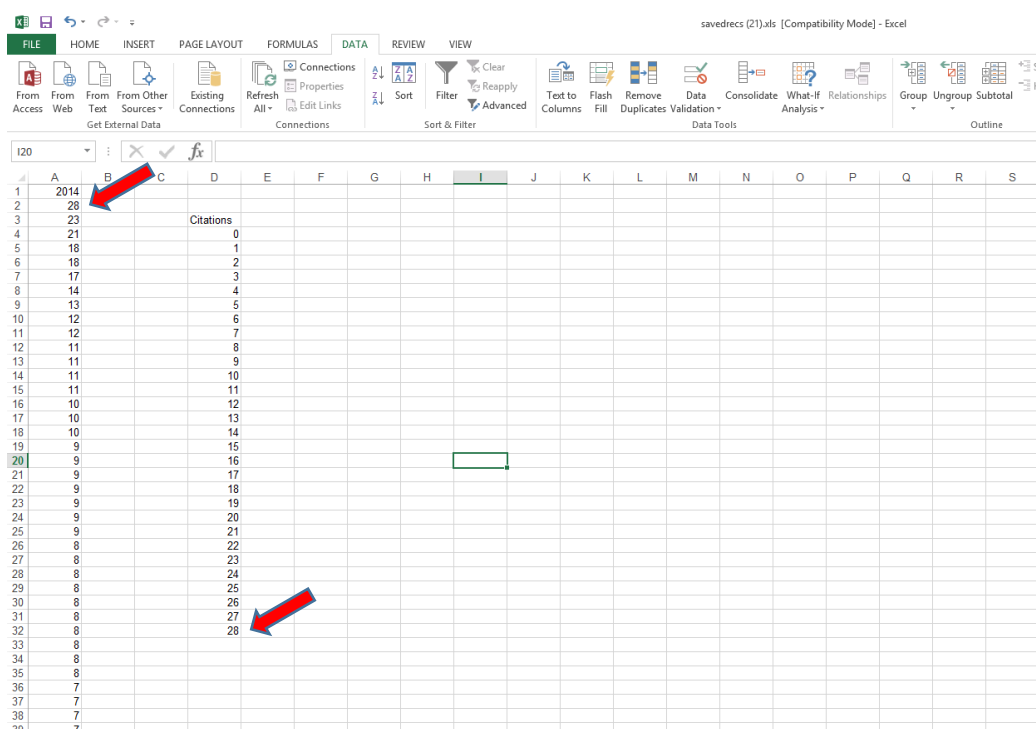 savedrecs (21).xls [Compatibility Mode] - Excel
FILE HOME INSERT PAGE LAYOUT FORMULAS DATA REVIEW VIEW
From Access
From Web
From Text
From Other Sources
Existing Connections
Refresh All
Connections
Properties
Edit Links
Sort
Filter
Clear
Reapply
Advanced
Text to Columns
Flash Fill
Remove Duplicates
Data Validation
Consolidate
What-If Analysis
Relationships
Group
Ungroup
Subtotal
Get External Data Connections Sort & Filter Data Tools Outline
I20 fx
A B C D E F G H I J K L M N O P Q R S
1 2014
2 28
3 23 Citations
4 21 0
5 18 1
6 18 2
7 17 3
8 14 4
9 13 5
10 12 6
11 12 7
12 11 8
13 11 9
14 11 10
15 11 11
16 10 12
17 10 13
18 10 14
19 9 15
20 9 16
21 9 17
22 9 18
23 9 19
24 9 20
25 9 21
26 8 22
27 8 23
28 8 24
29 8 25
30 8 26
31 8 27
32 8 28
33 8
34 8
35 8
36 7
37 7
38 7
39 7